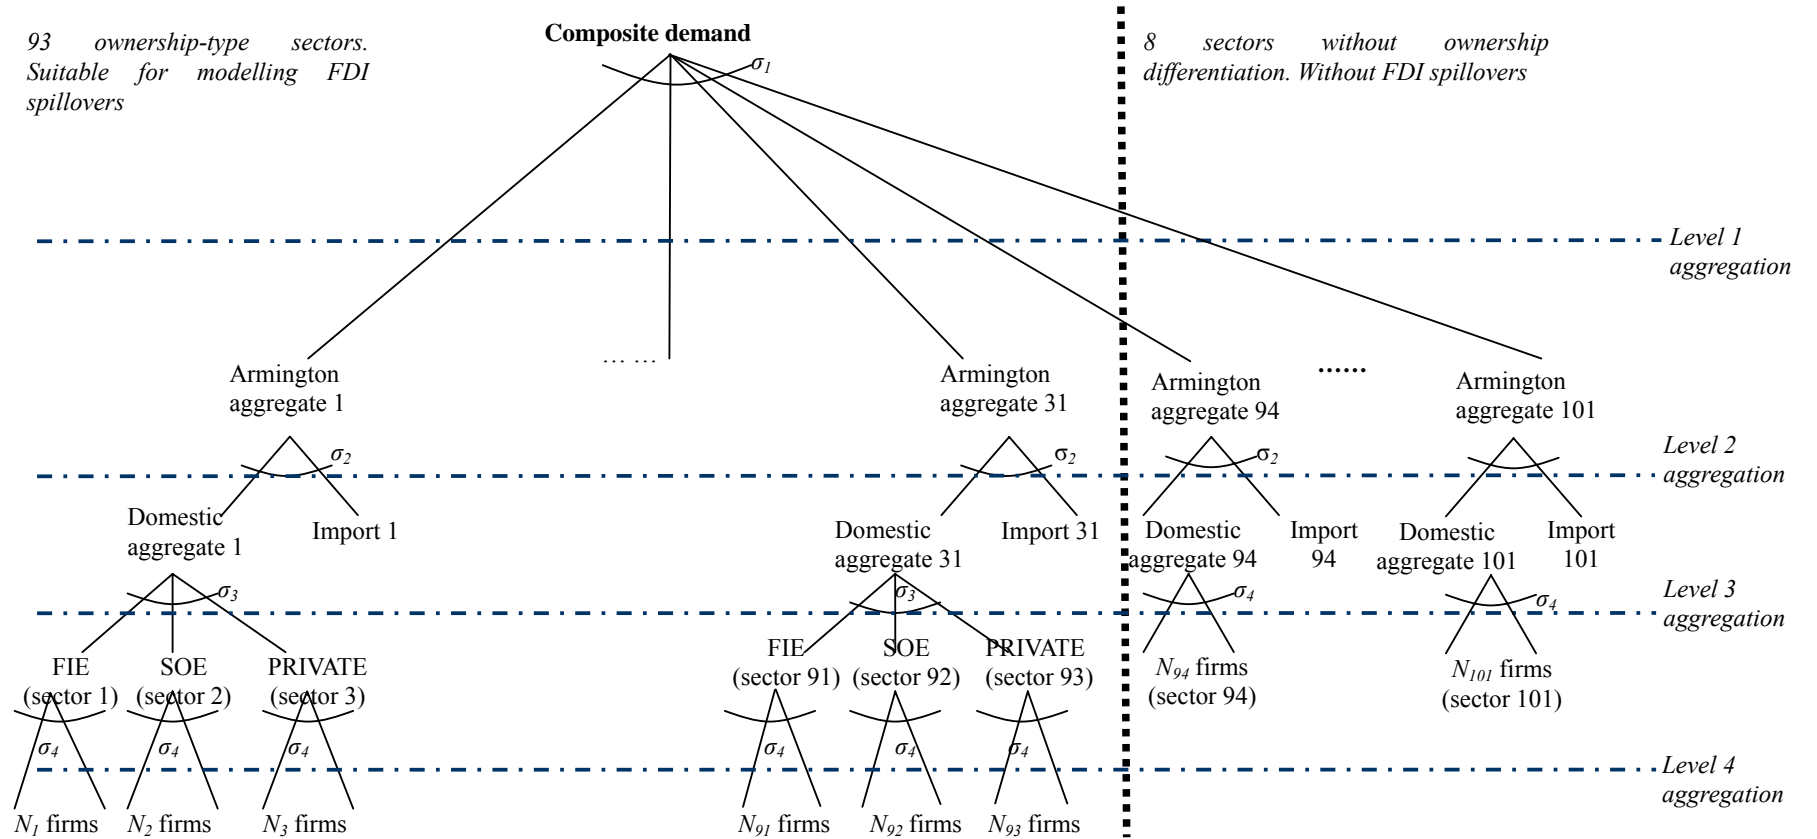 93 ownership-type sectors.
Suitable for modelling FDI
spillovers
Composite demand
σ1
8 sectors without ownership
differentiation. Without FDI spillovers
Level 1
aggregation
Armington
aggregate 1
... ...
Armington
aggregate 31
Armington
aggregate 94
......
Armington
aggregate 101
σ2
σ2
σ2
Level 2
aggregation
Domestic
aggregate 1
Import 1
Domestic
aggregate 31
Import 31
Domestic
aggregate 94
Import
94
Domestic
aggregate 101
Import
101
σ3
σ3
σ4
σ4
Level 3
aggregation
FIE
(sector 1)
SOE
(sector 2)
PRIVATE
(sector 3)
FIE
(sector 91)
SOE
(sector 92)
PRIVATE
(sector 93)
N94 firms
(sector 94)
N101 firms
(sector 101)
σ4
σ4
σ4
σ4
σ4
σ4
Level 4
aggregation
N1 firms
N2 firms
N3 firms
N91 firms
N92 firms
N93 firms